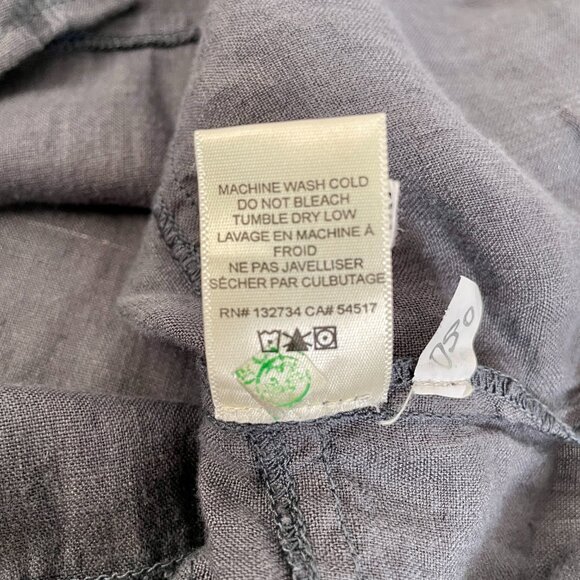 MACHINE WASH COLD
DO NOT BLEACH
TUMBLE DRY LOW
LAVAGE EN MACHINE À
FROID
NE PAS JAVELLISER
SÉCHER PAR CULBUTAGE
RN# 132734 CA# 54517